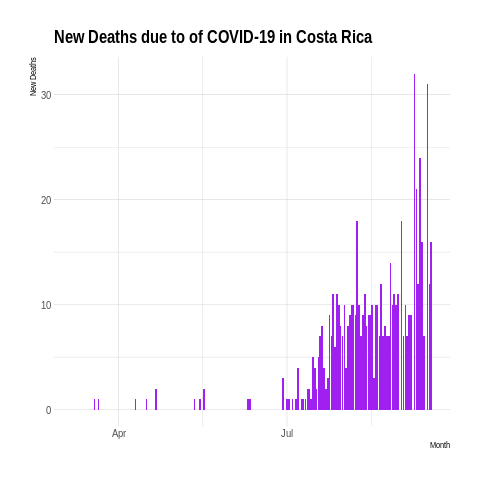 New Deaths due to of COVID-19 in Costa Rica
New Deaths
30
20
10
0
Apr
Jul
Month